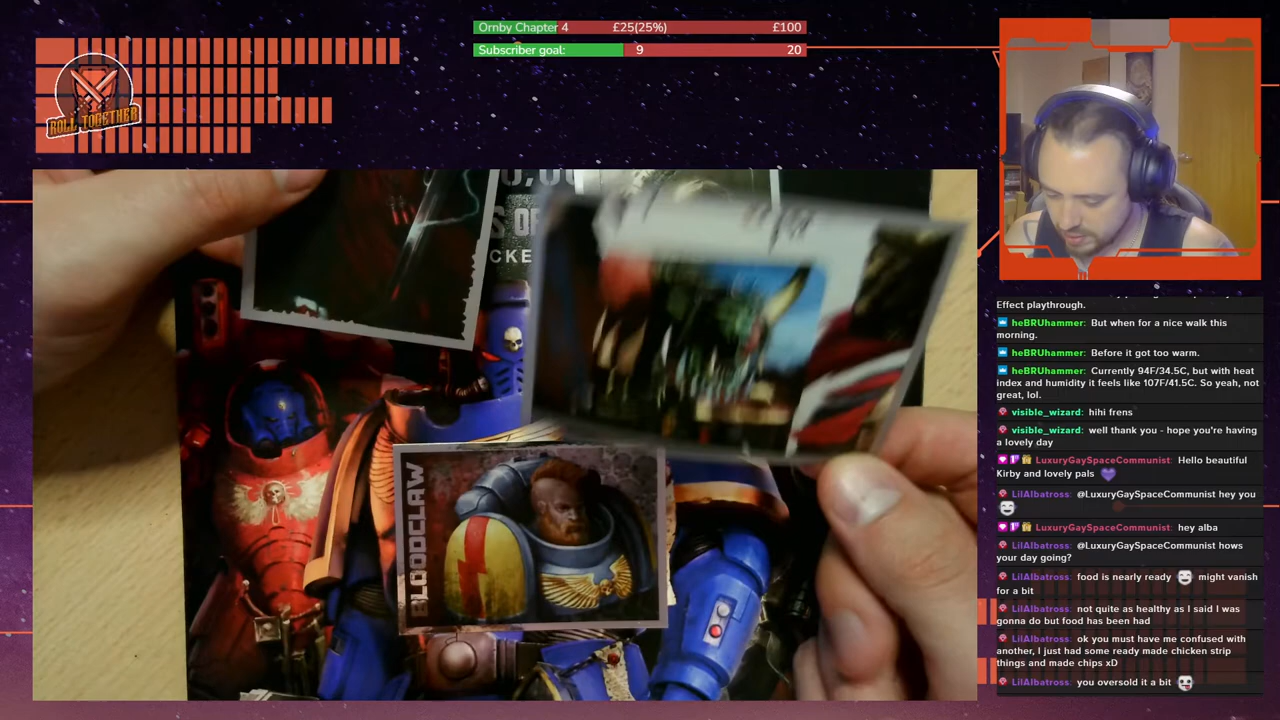 Ornby Chapter 4 £25(25%) £100
Subscriber goal: 9 20
ROLL TOGETHER
BLOODCLAW
Effect playthrough.
heBRUhammer: But when for a nice walk this
morning.
heBRUhammer: Before it got too warm.
heBRUhammer: Currently 94F/34.5C, but with heat
index and humidity it feels like 107F/41.5C. So yeah, not
great, lol.
visible_wizard: hihi frens
visible_wizard: well thank you - hope you're having
a lovely day
LuxuryGaySpaceCommunist: Hello beautiful
Kirby and lovely pals
LilAlbatross: @LuxuryGaySpaceCommunist hey you
LuxuryGaySpaceCommunist: hey alba
LilAlbatross: @LuxuryGaySpaceCommunist hows
your day going?
LilAlbatross: food is nearly ready might vanish
for a bit
LilAlbatross: not quite as healthy as I said I was
gonna do but food has been had
LilAlbatross: ok you must have me confused with
another, I just had some ready made chicken strip
things and made chips xD
LilAlbatross: you oversold it a bit